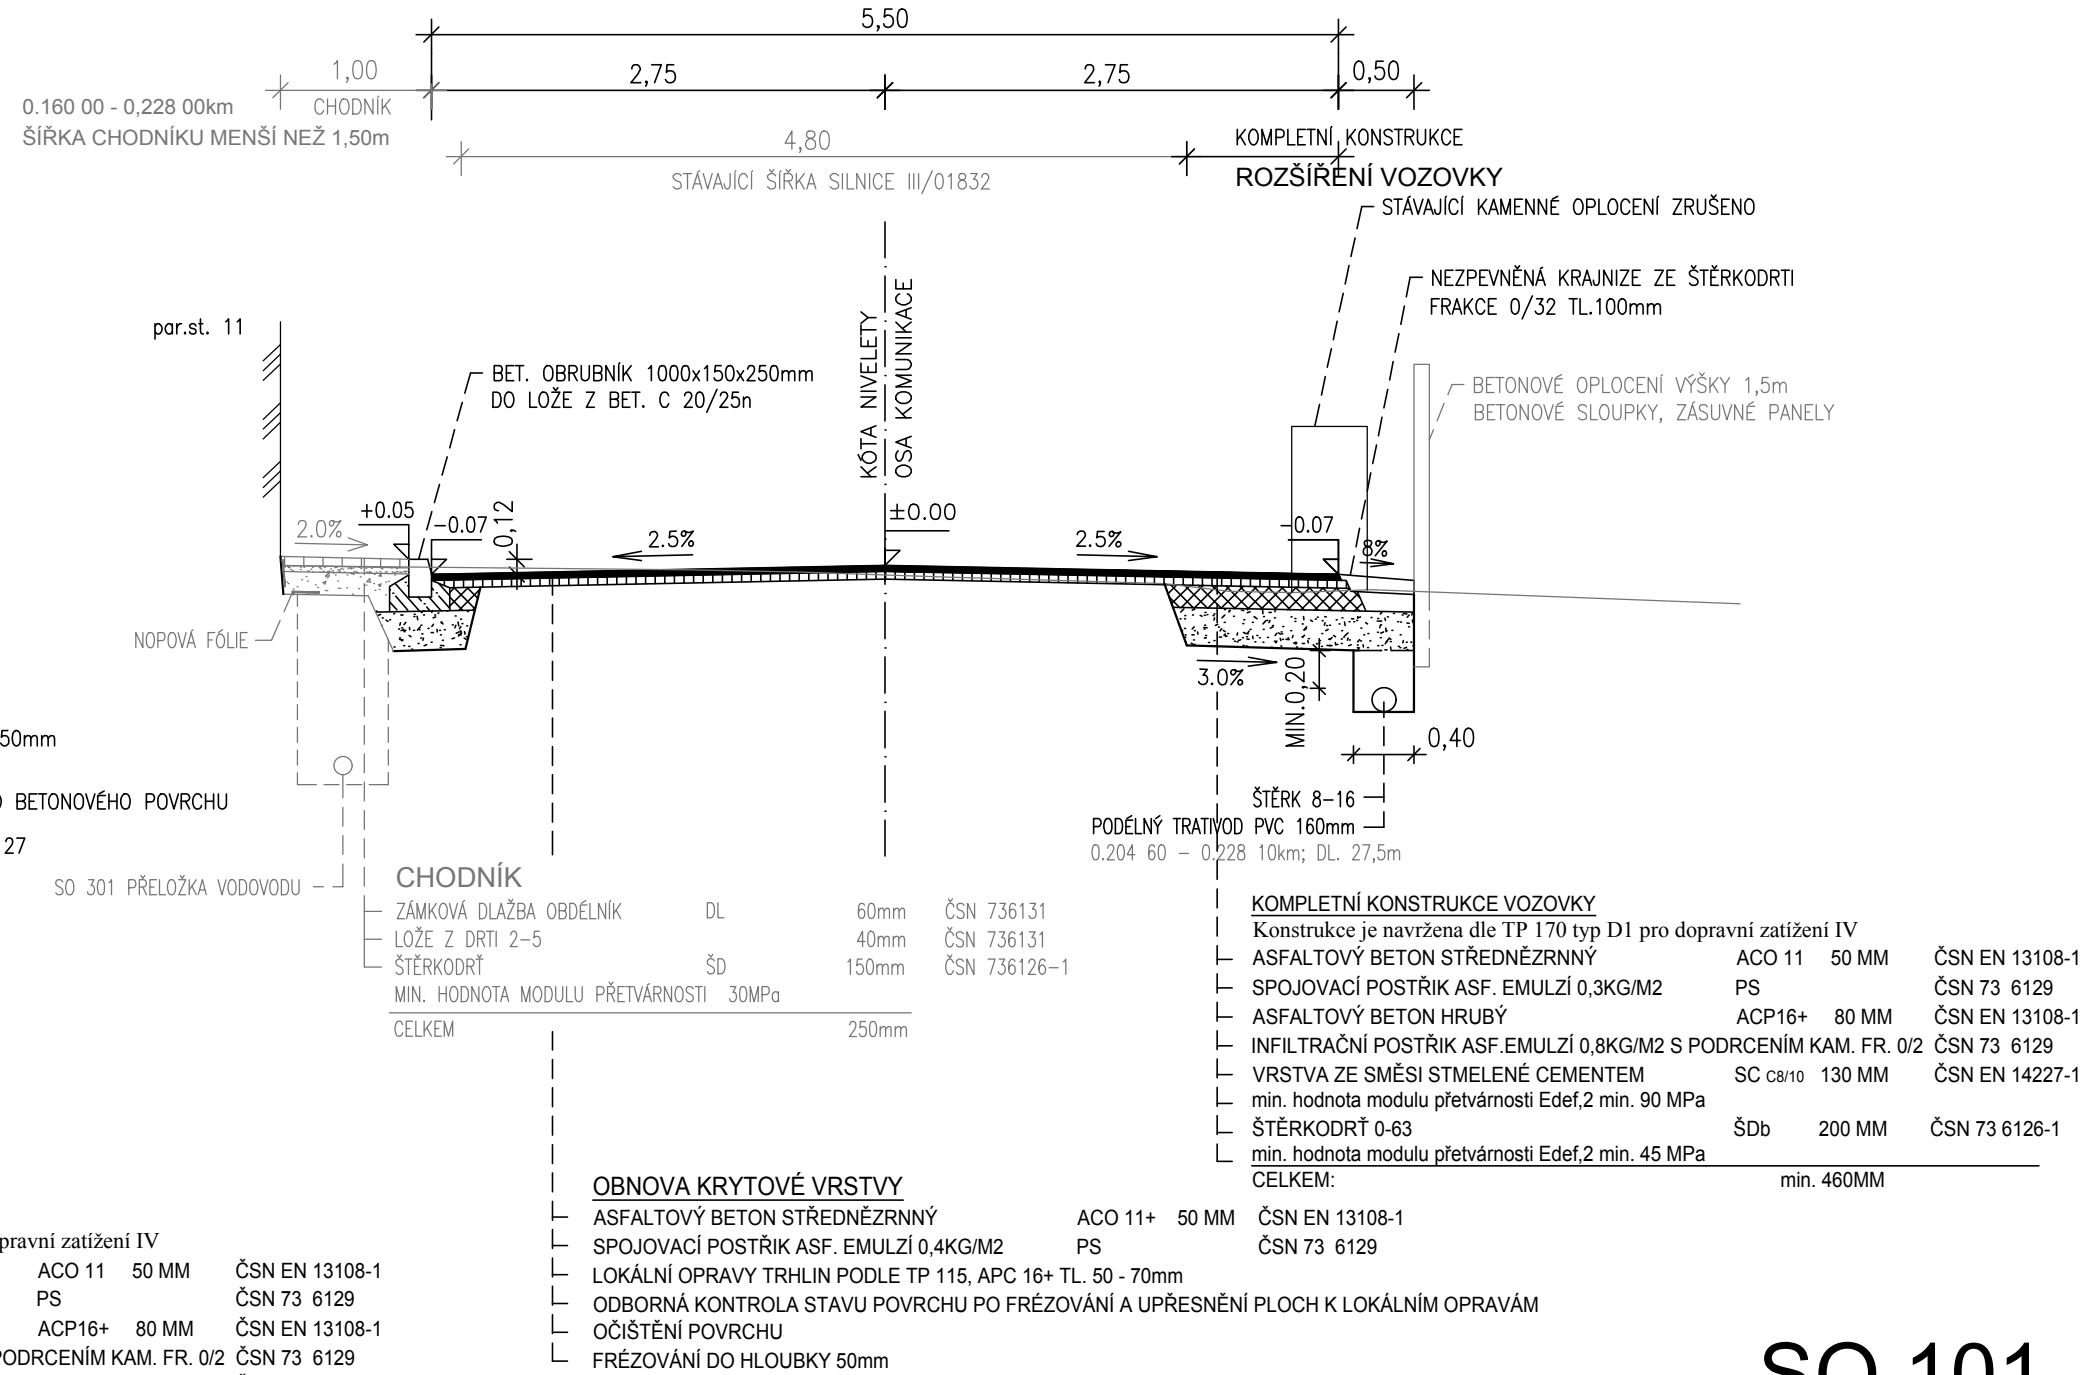 5,50
1,00
2,75
2,75
0,50
0.160 00 - 0,228 00km
CHODNÍK
ŠÍŘKA CHODNÍKU MENŠÍ NEŽ 1,50m
4,80
KOMPLETNÍ KONSTRUKCE
STÁVAJÍCÍ ŠÍŘKA SILNICE III/01832
ROZŠÍŘENÍ VOZOVKY
STÁVAJÍCÍ KAMENNÉ OPLOCENÍ ZRUŠENO
NEZPEVNĚNÁ KRAJNIZE ZE ŠTĚRKODRTI
FRAKCE 0/32 TL.100mm
par.st. 11
KÓTA NIVELETY
OSA KOMUNIKACE
BET. OBRUBNÍK 1000x150x250mm
DO LOŽE Z BET. C 20/25n
BETONOVÉ OPLOCENÍ VÝŠKY 1,5m
BETONOVÉ SLOUPKY, ZÁSUVNÉ PANELY
2.0%
+0.05
-0.07
0,12
2.5%
±0.00
2.5%
-0.07
8%
NOPOVÁ FÓLIE
3.0%
MIN.0,20
0,40
50mm
BETONOVÉHO POVRCHU
27
SO 301 PŘELOŽKA VODOVODU
ŠTĚRK 8-16
PODÉLNÝ TRATIVOD PVC 160mm
0.204 60 - 0.228 10km; DL. 27,5m
CHODNÍK
ZÁMKOVÁ DLAŽBA OBDÉLNÍK DL 60mm ČSN 736131
LOŽE Z DRTI 2-5 40mm ČSN 736131
ŠTĚRKODRŤ ŠD 150mm ČSN 736126-1
MIN. HODNOTA MODULU PŘETVÁRNOSTI 30MPa
CELKEM 250mm
KOMPLETNÍ KONSTRUKCE VOZOVKY
Konstrukce je navržena dle TP 170 typ D1 pro dopravní zatížení IV
ASFALTOVÝ BETON STŘEDNĚZRNNÝ ACO 11 50 MM ČSN EN 13108-1
SPOJOVACÍ POSTŘIK ASF. EMULZÍ 0,3KG/M2 PS ČSN 73 6129
ASFALTOVÝ BETON HRUBÝ ACP16+ 80 MM ČSN EN 13108-1
INFILTRAČNÍ POSTŘIK ASF.EMULZÍ 0,8KG/M2 S PODRCENÍM KAM. FR. 0/2 ČSN 73 6129
VRSTVA ZE SMĚSI STMELENÉ CEMENTEM SC C8/10 130 MM ČSN EN 14227-1
min. hodnota modulu přetvárnosti Edef,2 min. 90 MPa
ŠTĚRKODRŤ 0-63 ŠDb 200 MM ČSN 73 6126-1
min. hodnota modulu přetvárnosti Edef,2 min. 45 MPa
CELKEM: min. 460MM
OBNOVA KRYTOVÉ VRSTVY
ASFALTOVÝ BETON STŘEDNĚZRNNÝ ACO 11+ 50 MM ČSN EN 13108-1
SPOJOVACÍ POSTŘIK ASF. EMULZÍ 0,4KG/M2 PS ČSN 73 6129
LOKÁLNÍ OPRAVY TRHLIN PODLE TP 115, APC 16+ TL. 50 - 70mm
ODBORNÁ KONTROLA STAVU POVRCHU PO FRÉZOVÁNÍ A UPŘESNĚNÍ PLOCH K LOKÁLNÍM OPRAVÁM
OČIŠTĚNÍ POVRCHU
FRÉZOVÁNÍ DO HLOUBKY 50mm
pravní zatížení IV
ACO 11 50 MM ČSN EN 13108-1
PS ČSN 73 6129
ACP16+ 80 MM ČSN EN 13108-1
PODRCENÍM KAM. FR. 0/2 ČSN 73 6129
SO 101